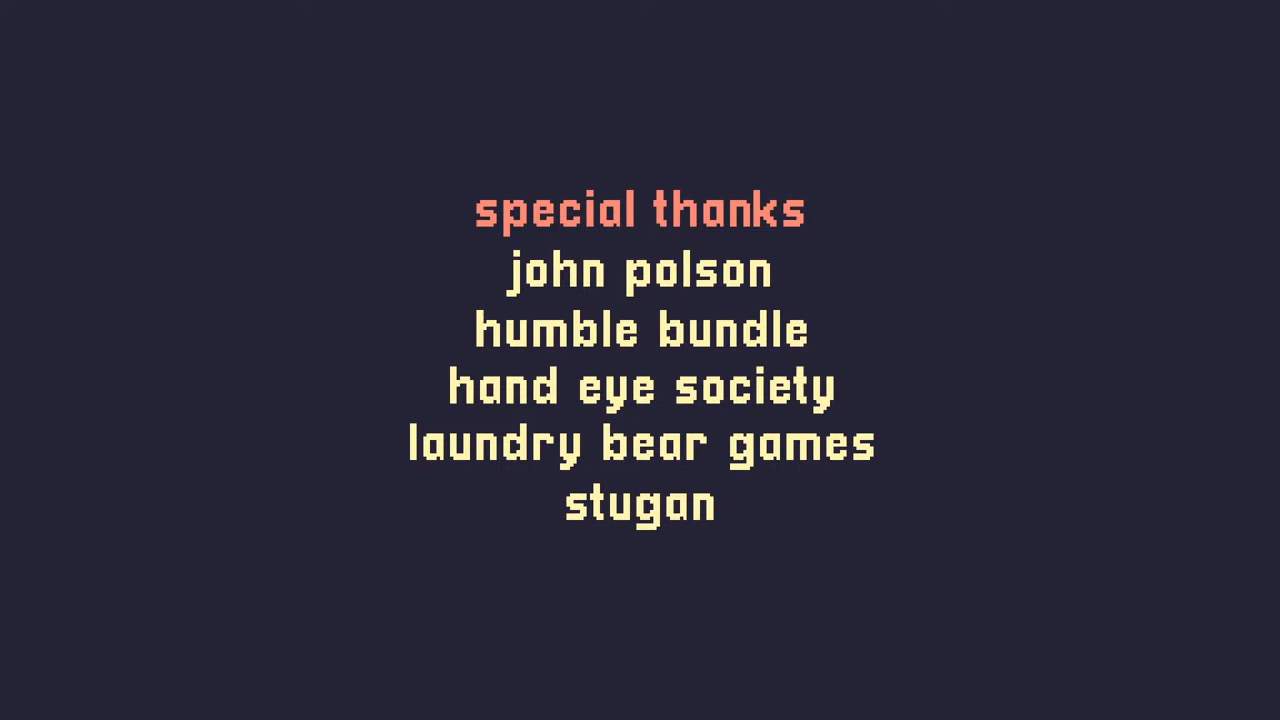 special thanks
john polson
humble bundle
hand eye society
laundry bear games
stugan